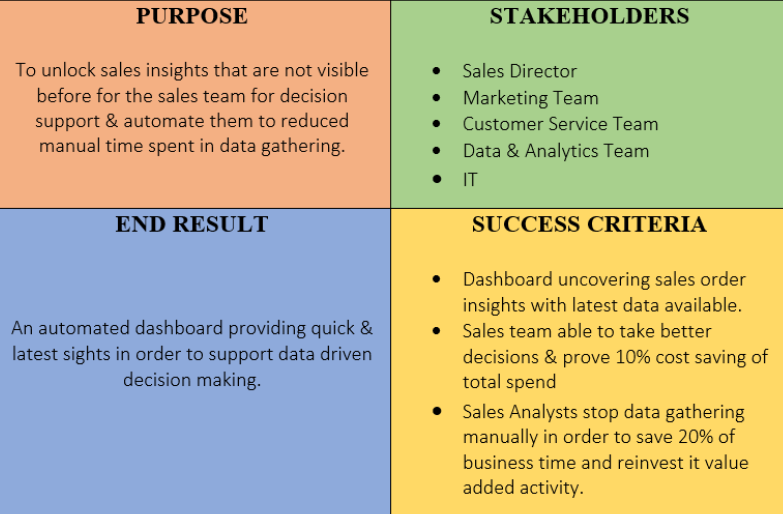 PURPOSE
To unlock sales insights that are not visible
before for the sales team for decision
support & automate them to reduced
manual time spent in data gathering.
STAKEHOLDERS
• Sales Director
• Marketing Team
• Customer Service Team
• Data & Analytics Team
• IT
END RESULT
An automated dashboard providing quick &
latest sights in order to support data driven
decision making.
SUCCESS CRITERIA
• Dashboard uncovering sales order
insights with latest data available.
• Sales team able to take better
decisions & prove 10% cost saving of
total spend
• Sales Analysts stop data gathering
manually in order to save 20% of
business time and reinvest it value
added activity.